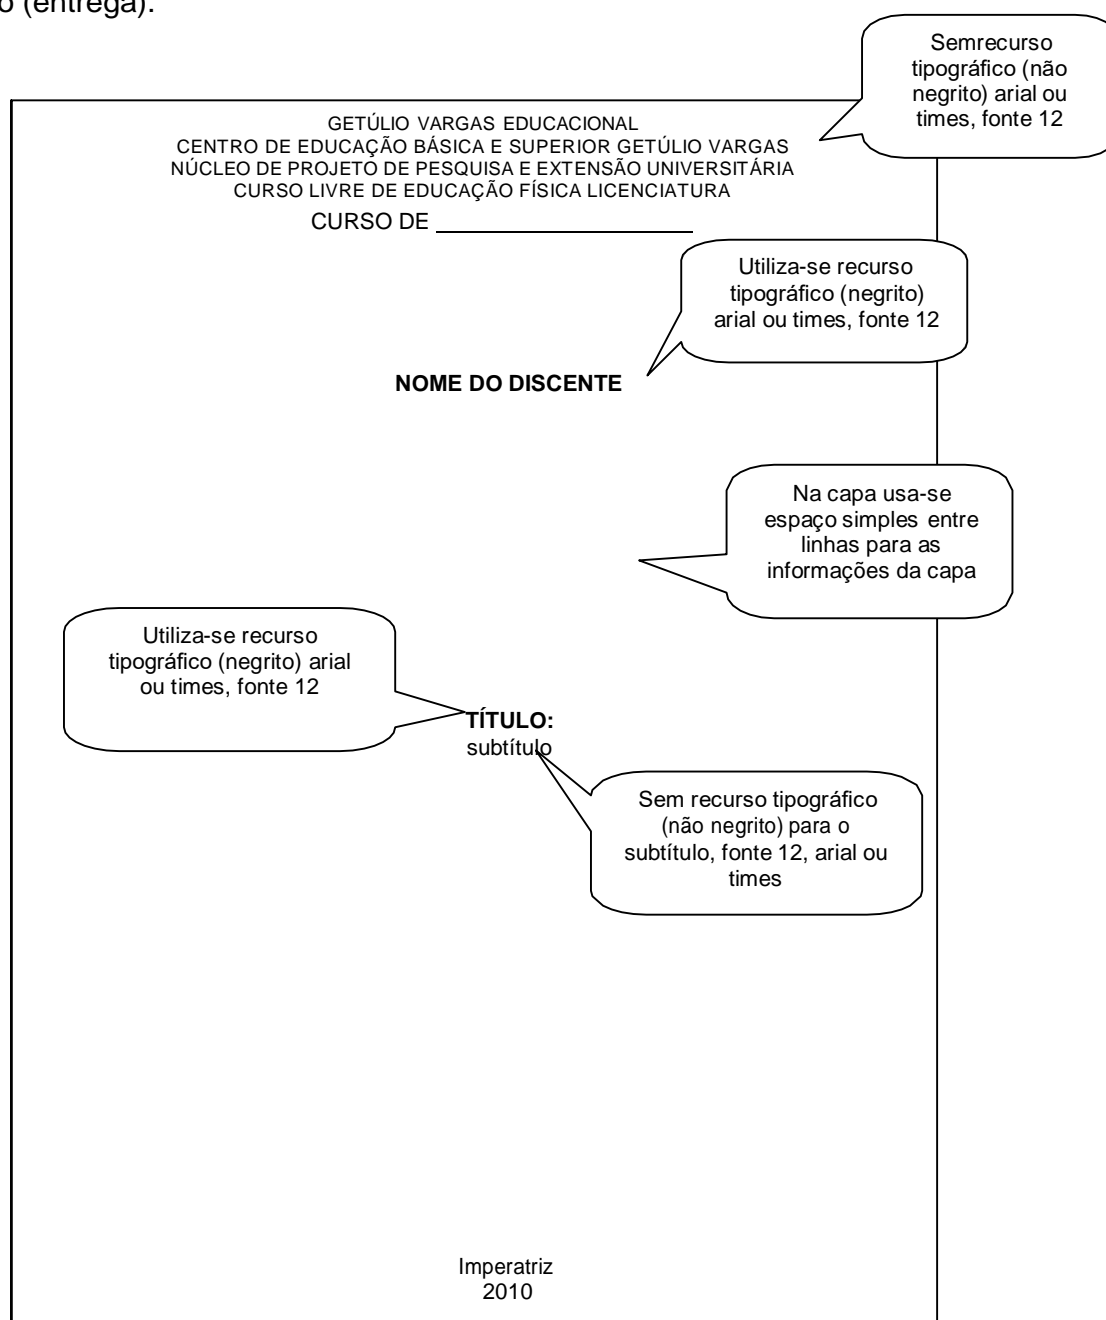 o (entrega).
Semrecurso
tipográfico (não
negrito) arial ou
times, fonte 12
GETÚLIO VARGAS EDUCACIONAL
CENTRO DE EDUCAÇÃO BÁSICA E SUPERIOR GETÚLIO VARGAS
NÚCLEO DE PROJETO DE PESQUISA E EXTENSÃO UNIVERSITÁRIA
CURSO LIVRE DE EDUCAÇÃO FÍSICA LICENCIATURA
CURSO DE
Utiliza-se recurso
tipográfico (negrito)
arial ou times, fonte 12
NOME DO DISCENTE
Na capa usa-se
espaço simples entre
linhas para as
informações da capa
Utiliza-se recurso
tipográfico (negrito) arial
ou times, fonte 12
TÍTULO:
subtítulo
Sem recurso tipográfico
(não negrito) para o
subtítulo, fonte 12, arial ou
times
Imperatriz
2010